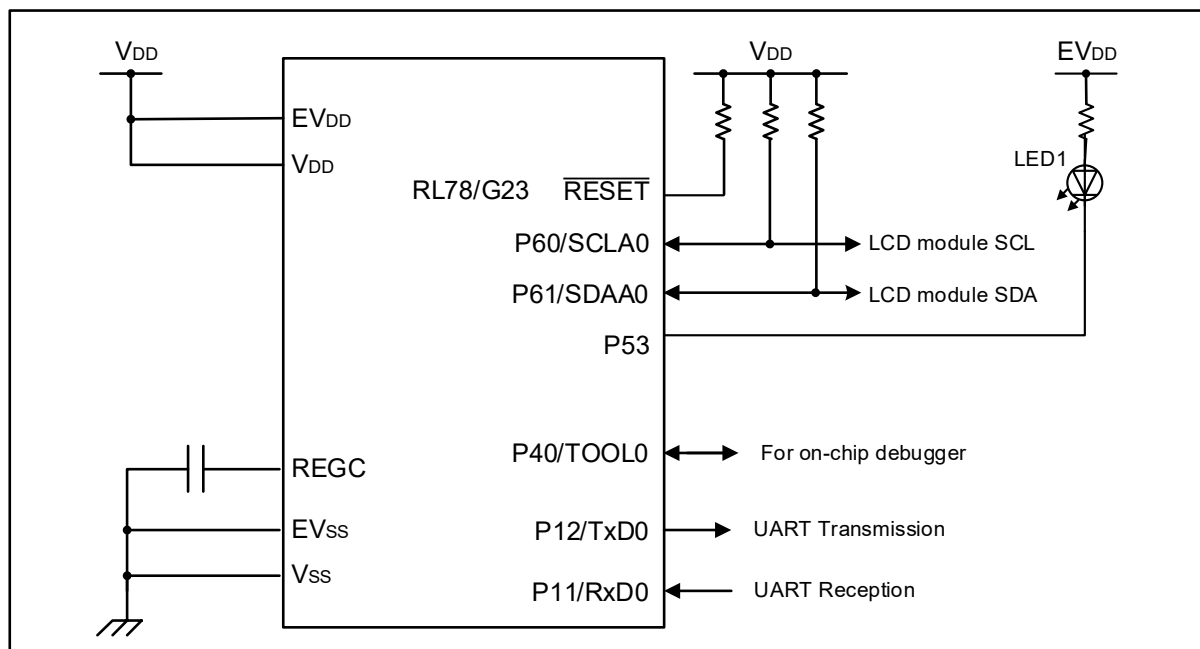 VDD
VDD
EVDD
EVDD
VDD
LED1
RL78/G23
RESET
P60/SCLA0
LCD module SCL
P61/SDAA0
LCD module SDA
P53
P40/TOOL0
For on-chip debugger
REGC
EVSS
P12/TxD0
UART Transmission
VSS
P11/RxD0
UART Reception